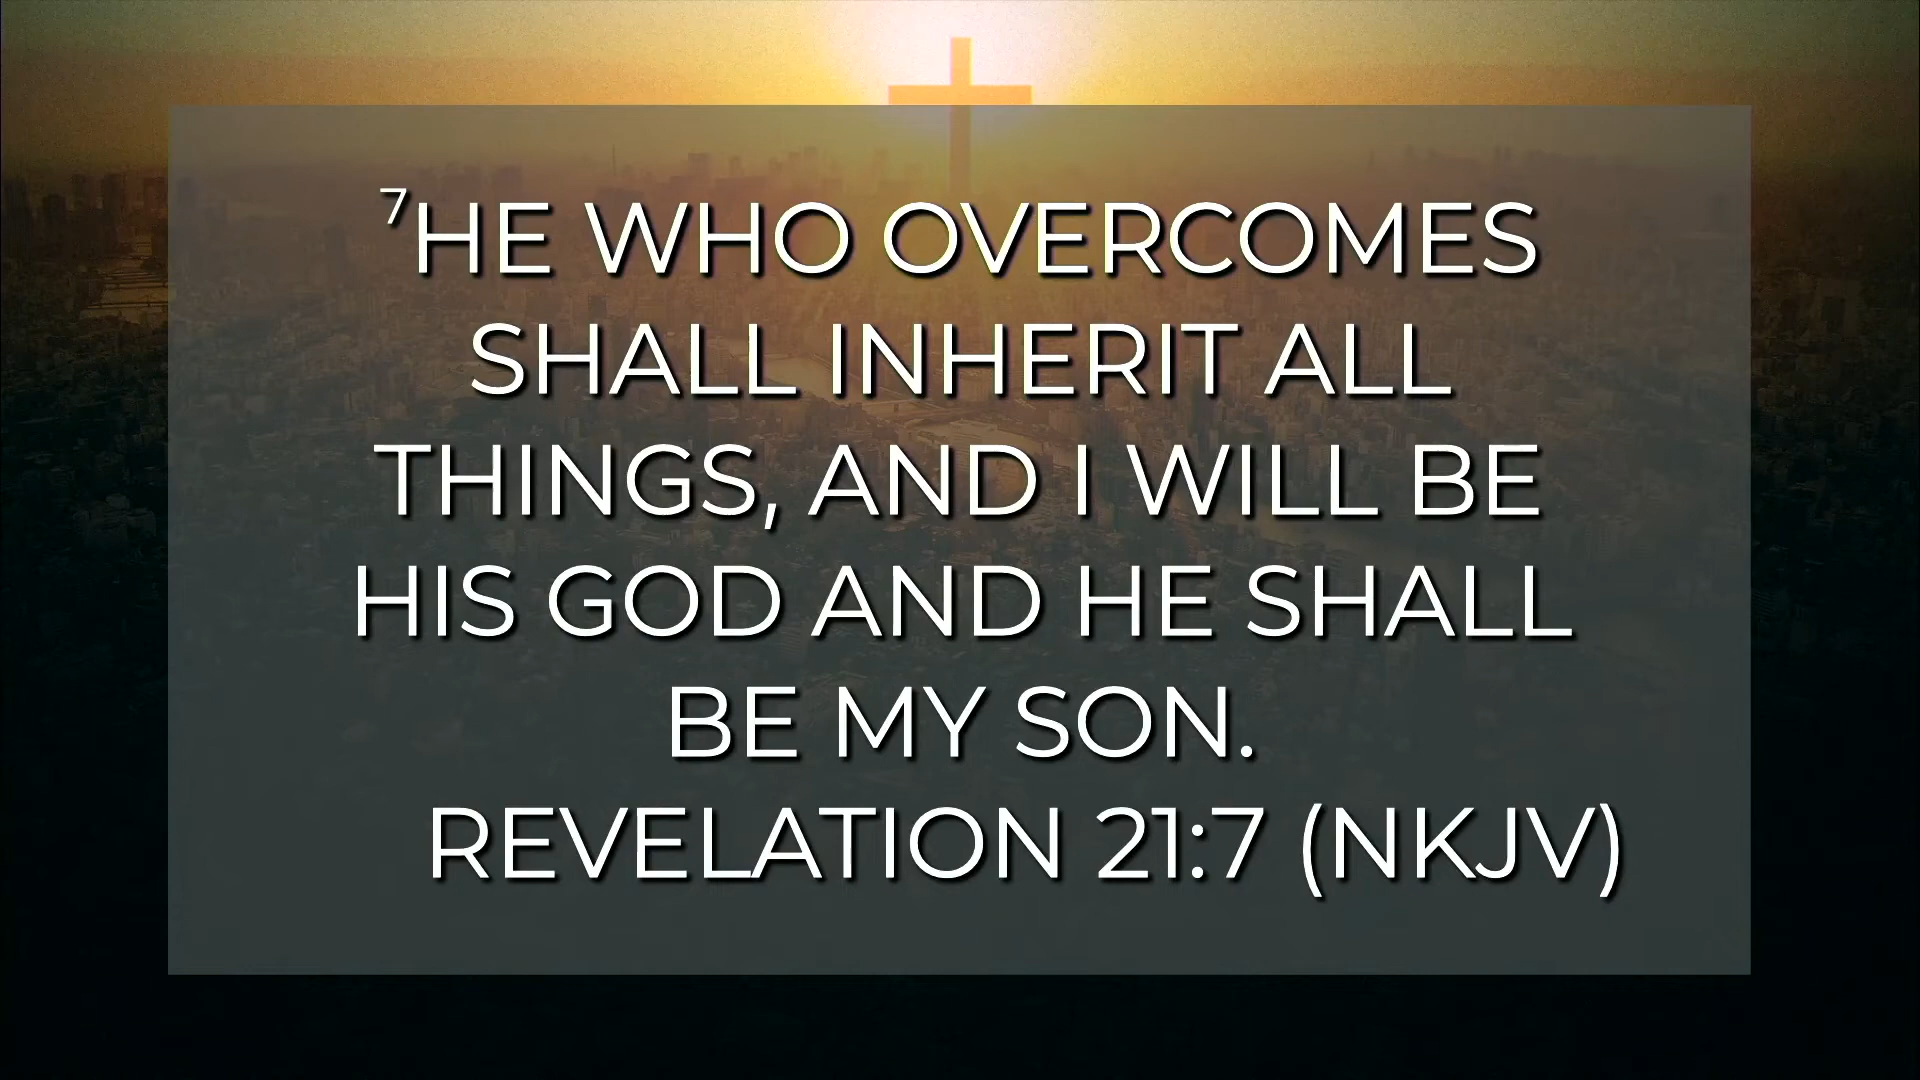 ⁷HE WHO OVERCOMES
SHALL INHERIT ALL
THINGS, AND I WILL BE
HIS GOD AND HE SHALL
BE MY SON.
REVELATION 21:7 (NKJV)